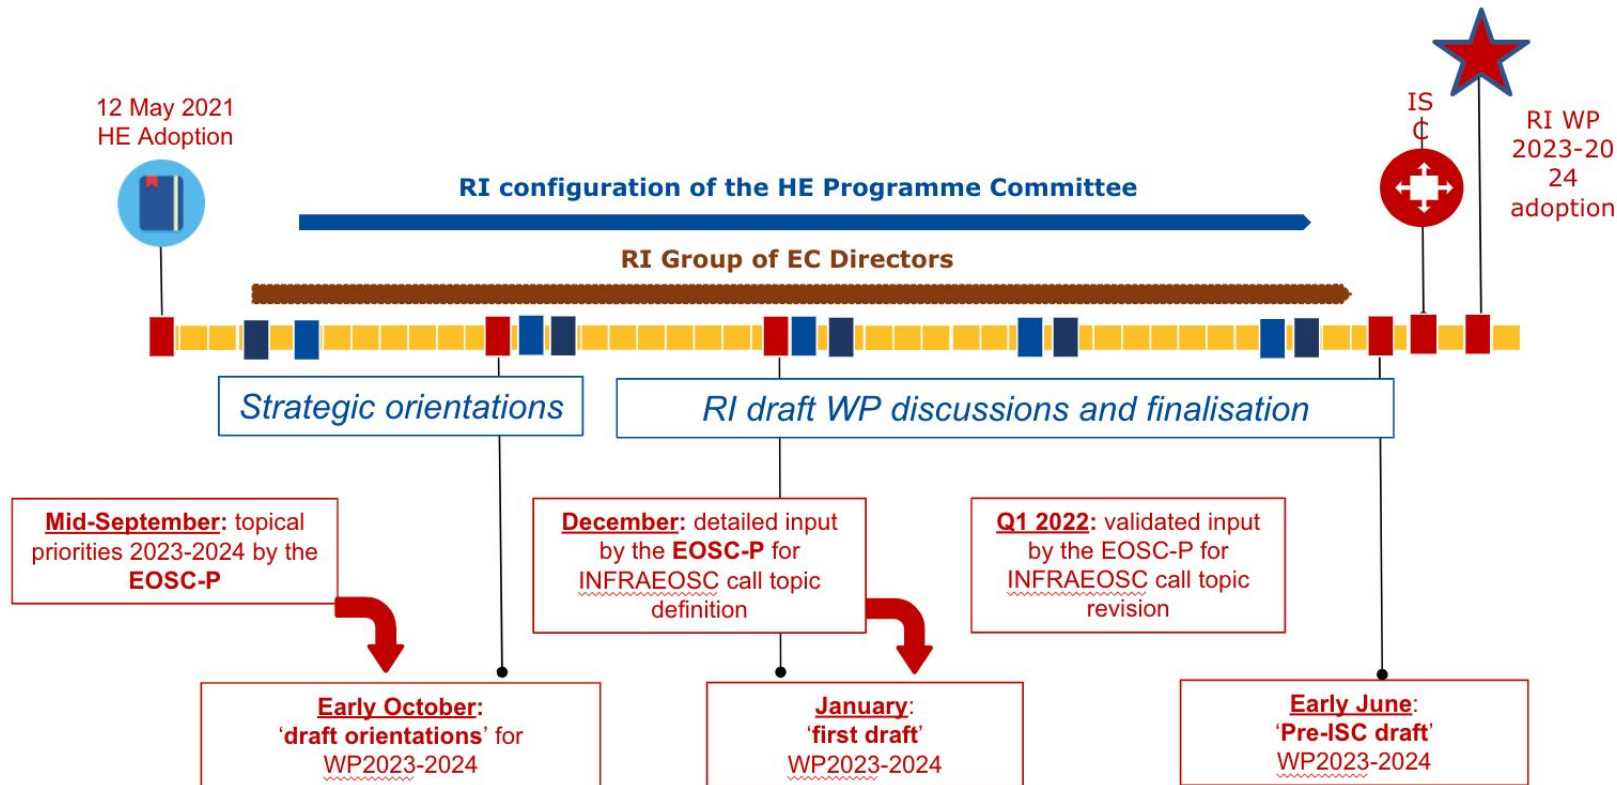 12 May 2021
HE Adoption
IS
C
RI WP
2023-20
24
adoption
RI configuration of the HE Programme Committee
RI Group of EC Directors
Strategic orientations
RI draft WP discussions and finalisation
Mid-September: topical
priorities 2023-2024 by the
EOSC-P
December: detailed input
by the EOSC-P for
INFRAEOSC call topic
definition
Q1 2022: validated input
by the EOSC-P for
INFRAEOSC call topic
revision
Early October:
‘draft orientations’ for
WP2023-2024
January:
‘first draft’
WP2023-2024
Early June:
‘Pre-ISC draft’
WP2023-2024